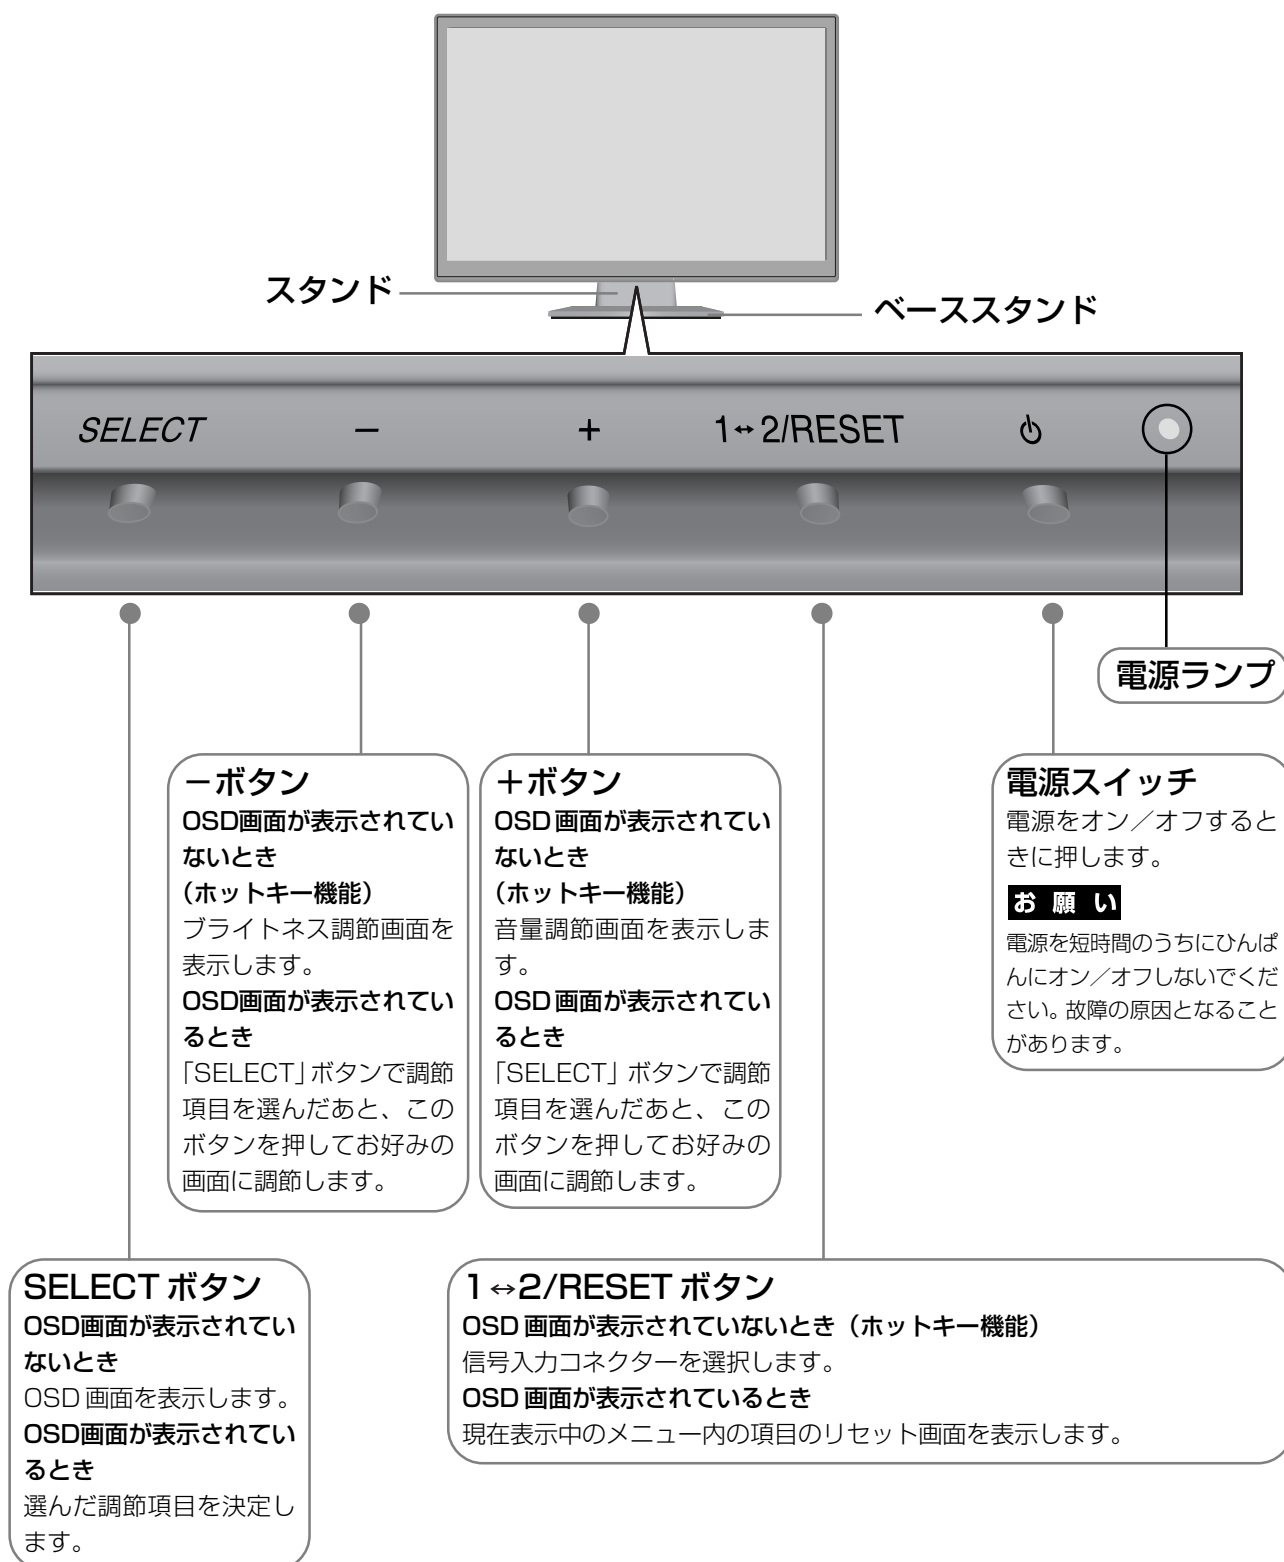 スタンド
ベーススタンド
SELECT
−
+
1↔2/RESET
⏻
電源ランプ
−ボタン
OSD画面が表示されてい
ないとき
（ホットキー機能）
ブライトネス調節画面を
表示します。
OSD画面が表示されてい
るとき
「SELECT」ボタンで調節
項目を選んだあと、この
ボタンを押してお好みの
画面に調節します。
＋ボタン
OSD 画面が表示されてい
ないとき
（ホットキー機能）
音量調節画面を表示しま
す。
OSD 画面が表示されてい
るとき
「SELECT」ボタンで調節
項目を選んだあと、この
ボタンを押してお好みの
画面に調節します。
電源スイッチ
電源をオン／オフすると
きに押します。
お 願 い
電源を短時間のうちにひんぱ
んにオン／オフしないでくだ
さい。故障の原因となること
があります。
SELECT ボタン
OSD画面が表示されてい
ないとき
OSD 画面を表示します。
OSD画面が表示されてい
るとき
選んだ調節項目を決定し
ます。
1↔2/RESET ボタン
OSD 画面が表示されていないとき（ホットキー機能）
信号入力コネクターを選択します。
OSD 画面が表示されているとき
現在表示中のメニュー内の項目のリセット画面を表示します。